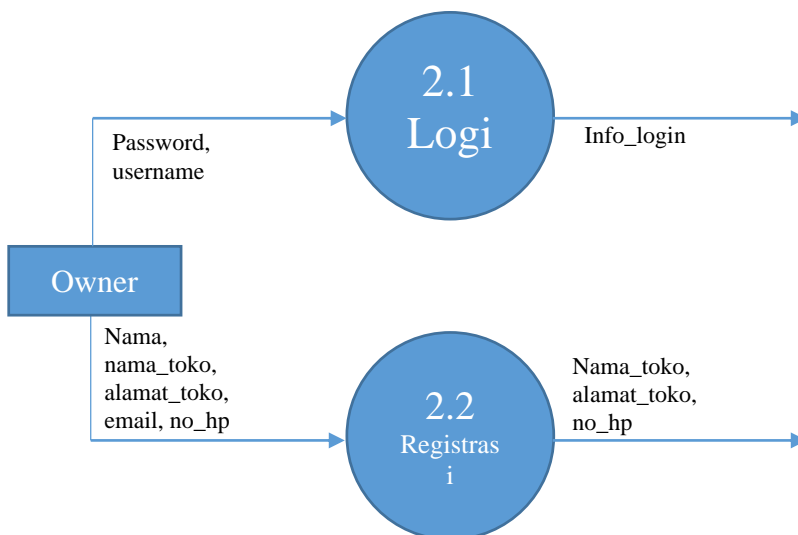 2.1
Logi
Password,
username
Info_login
Owner
Nama,
nama_toko,
alamat_toko,
email, no_hp
2.2
Registras
i
Nama_toko,
alamat_toko,
no_hp